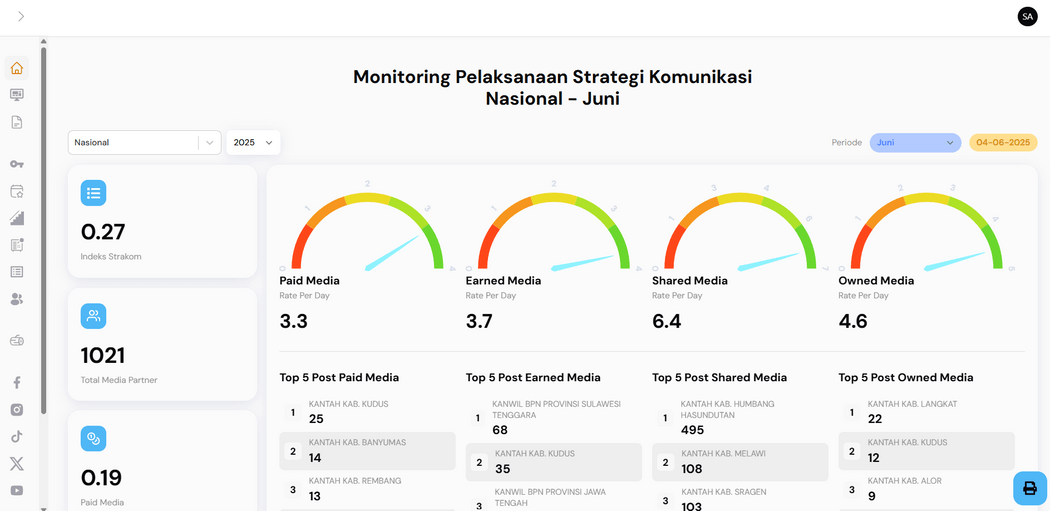 SA
Monitoring Pelaksanaan Strategi Komunikasi
Nasional - Juni
Nasional
2025
Periode
Juni
04-06-2025
0.27
Indeks Strakom
1021
Total Media Partner
0.19
Paid Media
0
1
2
3
4
Paid Media
Rate Per Day
3.3
0
1
2
3
4
Earned Media
Rate Per Day
3.7
0
1
3
4
6
7
Shared Media
Rate Per Day
6.4
0
1
2
3
4
5
Owned Media
Rate Per Day
4.6
Top 5 Post Paid Media
1
KANTAH KAB. KUDUS
25
2
KANTAH KAB. BANYUMAS
14
3
KANTAH KAB. REMBANG
13
Top 5 Post Earned Media
1
KANWIL BPN PROVINSI SULAWESI
TENGGARA
68
2
KANTAH KAB. KUDUS
35
3
KANWIL BPN PROVINSI JAWA
TENGAH
Top 5 Post Shared Media
1
KANTAH KAB. HUMBANG
HASUNDUTAN
495
2
KANTAH KAB. MELAWI
108
3
KANTAH KAB. SRAGEN
103
Top 5 Post Owned Media
1
KANTAH KAB. LANGKAT
22
2
KANTAH KAB. KUDUS
12
3
KANTAH KAB. ALOR
9